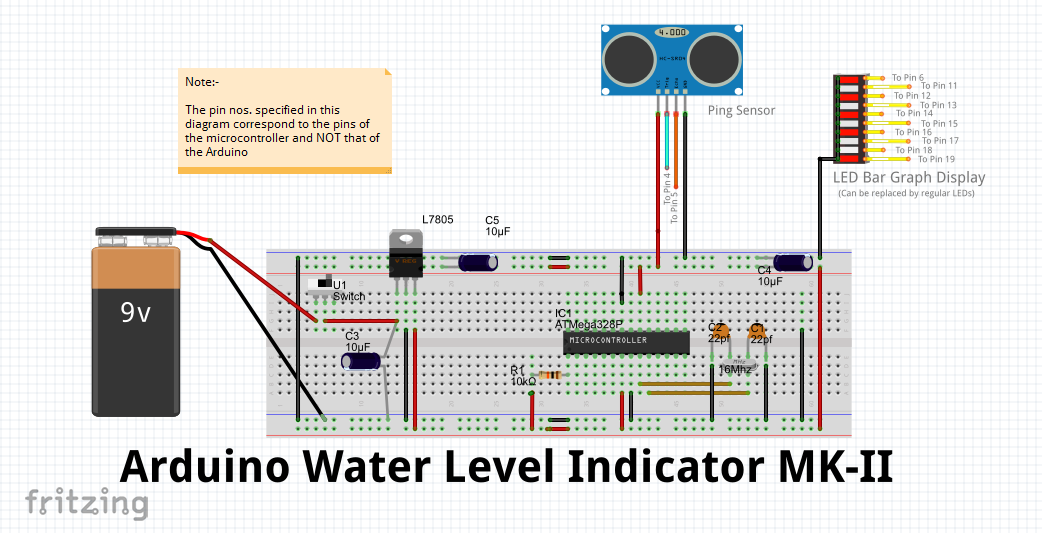 4.000
HC-SR04
Ping Sensor
Note:-
The pin nos. specified in this
diagram correspond to the pins of
the microcontroller and NOT that of
the Arduino
To Pin 6
To Pin 11
To Pin 12
To Pin 13
To Pin 14
To Pin 15
To Pin 16
To Pin 17
To Pin 18
To Pin 19
LED Bar Graph Display
(Can be replaced by regular LEDs)
To Pin 4
To Pin 5
L7805
C5
10µF
C4
10µF
9v
U1
Switch
C3
10µF
IC1
ATMega328P
MICROCONTROLLER
C2
22pf
C1
22pf
MHz
16Mhz
R1
10kΩ
Arduino Water Level Indicator MK-II
fritzing